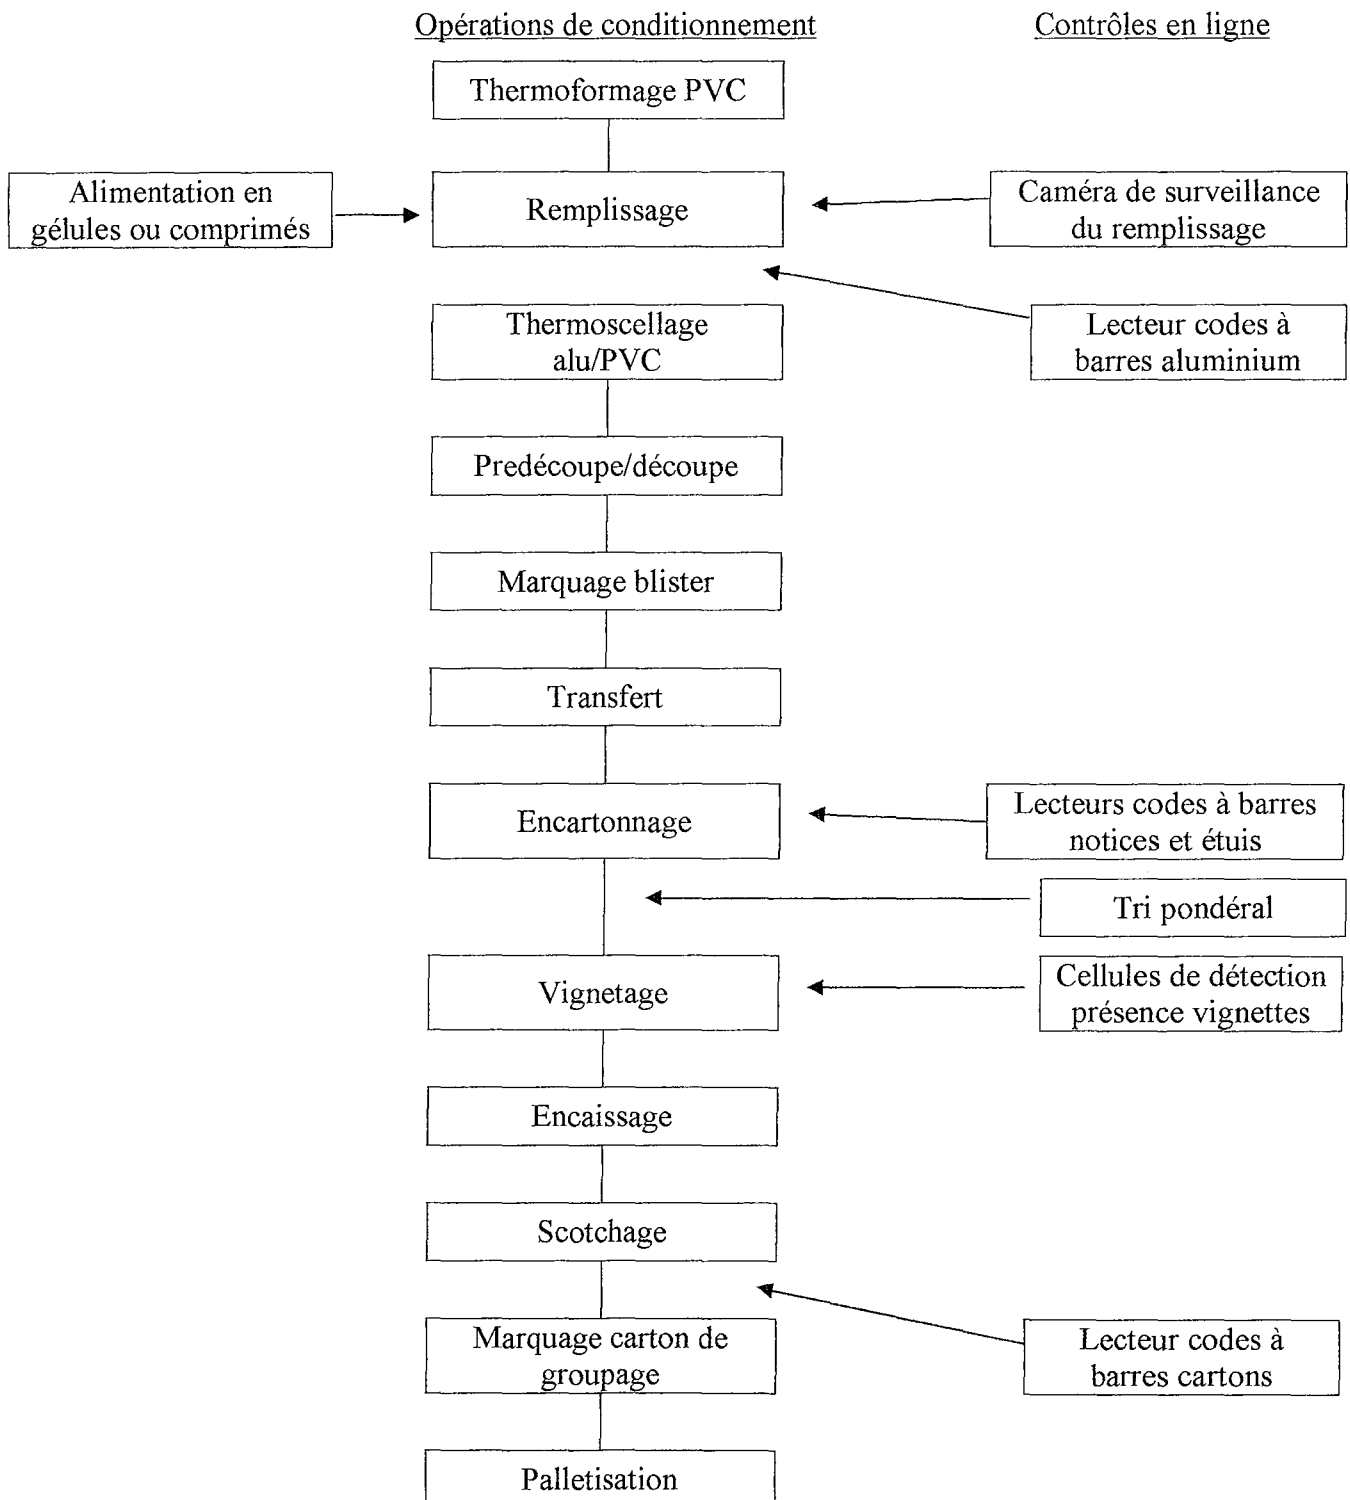 Opérations de conditionnement
Contrôles en ligne
Thermoformage PVC
Alimentation en
gélules ou comprimés
Remplissage
Caméra de surveillance
du remplissage
Thermoscellage
alu/PVC
Lecteur codes à
barres aluminium
Predécoupe/découpe
Marquage blister
Transfert
Encartonnage
Lecteurs codes à barres
notices et étuis
Tri pondéral
Vignetage
Cellules de détection
présence vignettes
Encaissage
Scotchage
Marquage carton de
groupage
Lecteur codes à
barres cartons
Palletisation